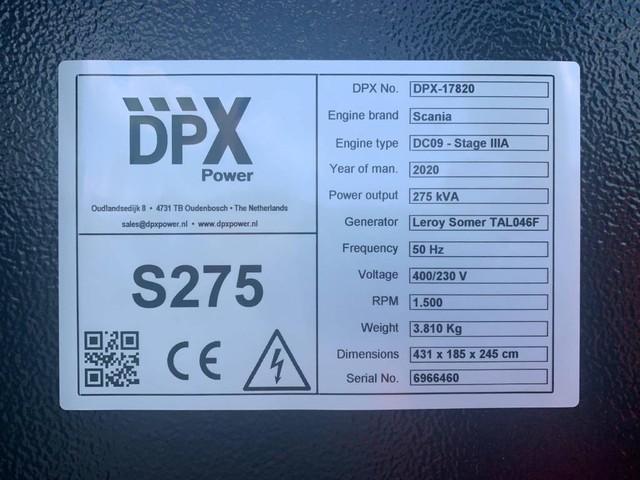 DPX
Power
Oudlandsedijk 8 • 4731 TB Oudenbosch • The Netherlands
sales@dpxpower.nl • www.dpxpower.nl
S275
CE
DPX No. DPX-17820
Engine brand Scania
Engine type DC09 - Stage IIIA
Year of man. 2020
Power output 275 kVA
Generator Leroy Somer TAL046F
Frequency 50 Hz
Voltage 400/230 V
RPM 1.500
Weight 3.810 Kg
Dimensions 431 x 185 x 245 cm
Serial No. 6966460